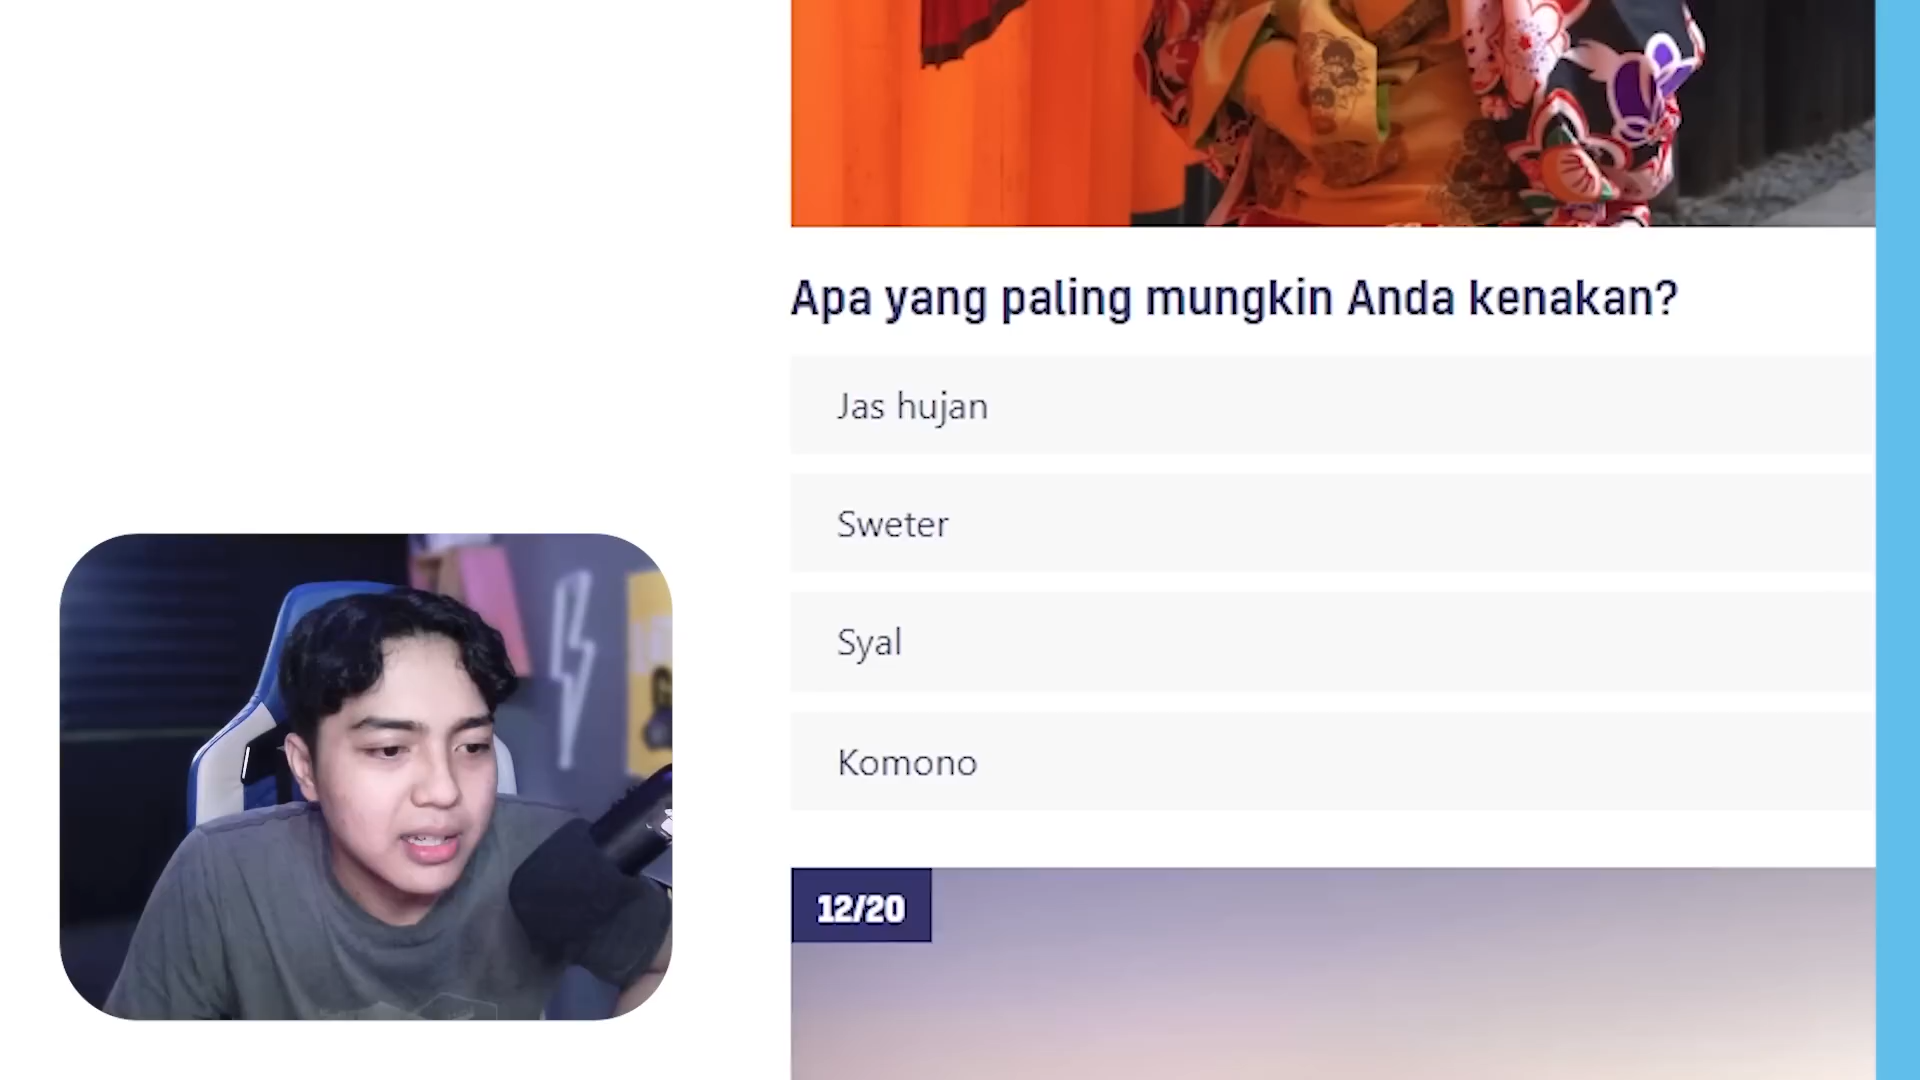 Apa yang paling mungkin Anda kenakan?
Jas hujan
Sweter
Syal
Komono
12/20